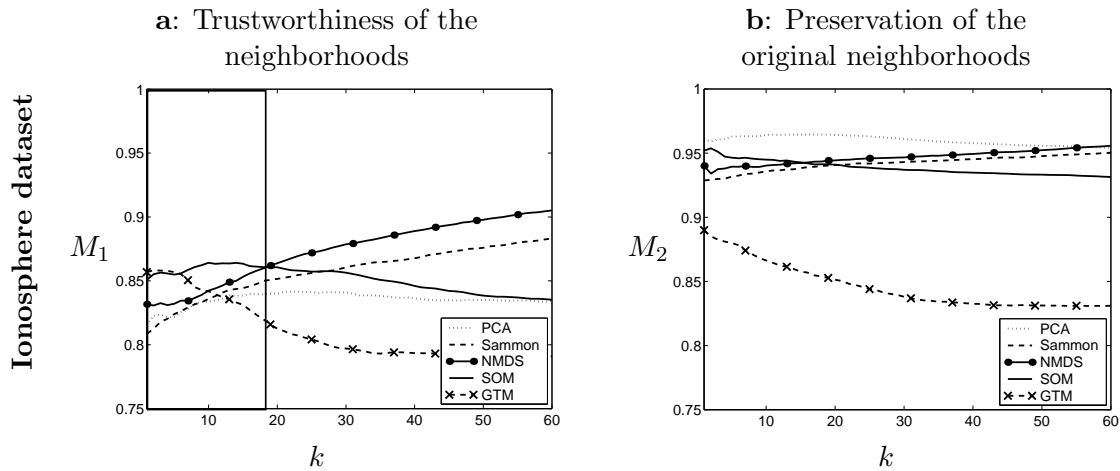 a: Trustworthiness of the
neighborhoods
b: Preservation of the
original neighborhoods
Ionosphere dataset
1
0.95
0.9
0.85
0.8
0.75
M1
10
20
30
40
50
60
k
PCA
Sammon
NMDS
SOM
GTM
1
0.95
0.9
0.85
0.8
0.75
M2
10
20
30
40
50
60
k
PCA
Sammon
NMDS
SOM
GTM